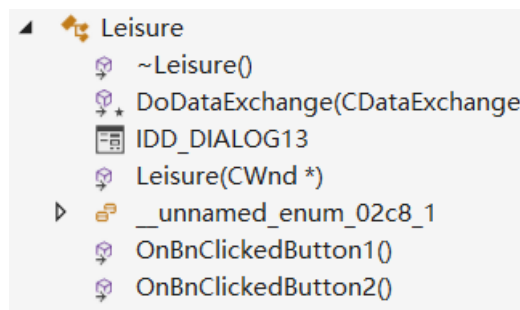 Leisure
~Leisure()
DoDataExchange(CDataExchange
IDD_DIALOG13
Leisure(CWnd *)
__unnamed_enum_02c8_1
OnBnClickedButton1()
OnBnClickedButton2()